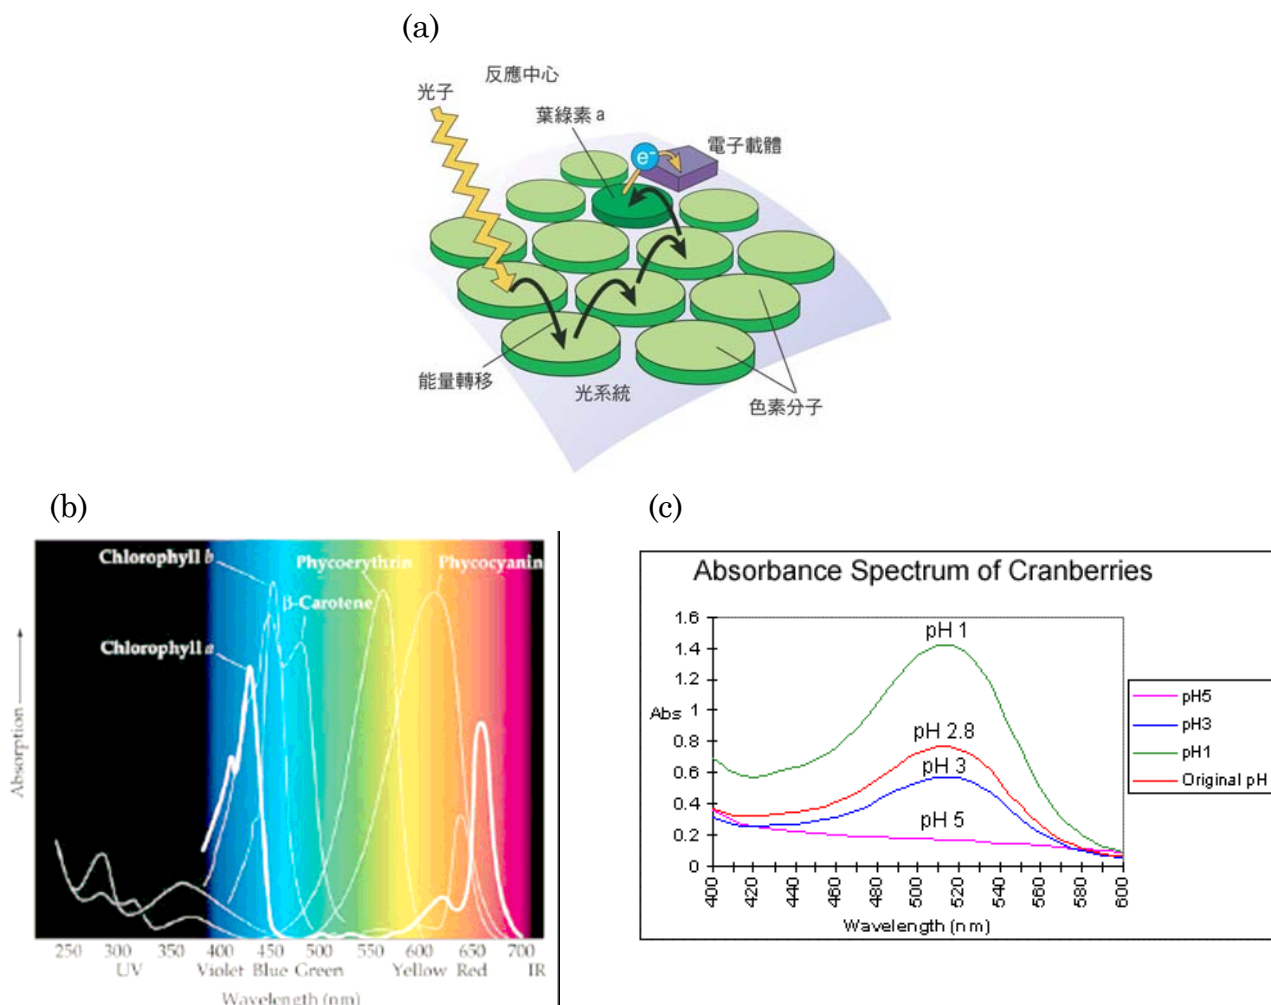 (a)
反應中心
光子
葉綠素 a
e-
電子載體
能量轉移
光系統
色素分子
(b)
Chlorophyll b
Phycoerythrin
Phycocyanin
β-Carotene
Chlorophyll a
Absorption
250 300 350 400 450 500 550 600 650 700
UV Violet Blue Green Yellow Red IR
Wavelength (nm)
(c)
Absorbance Spectrum of Cranberries
1.6
1.4
1.2
1
0.8
0.6
0.4
0.2
0
Abs
pH 1
pH 2.8
pH 3
pH 5
400 420 440 460 480 500 520 540 560 580 600
Wavelength (nm)
pH5
pH3
pH1
Original pH